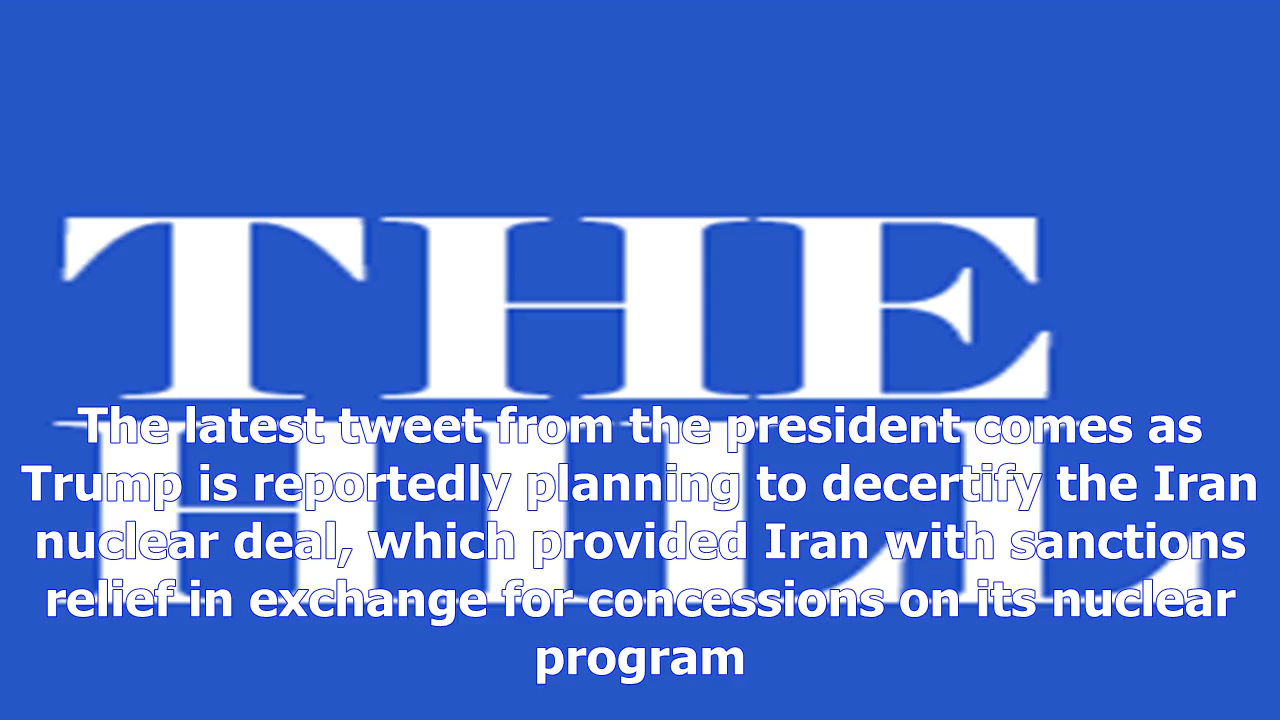 THE
HILL
The latest tweet from the president comes as
Trump is reportedly planning to decertify the Iran
nuclear deal, which provided Iran with sanctions
relief in exchange for concessions on its nuclear
program